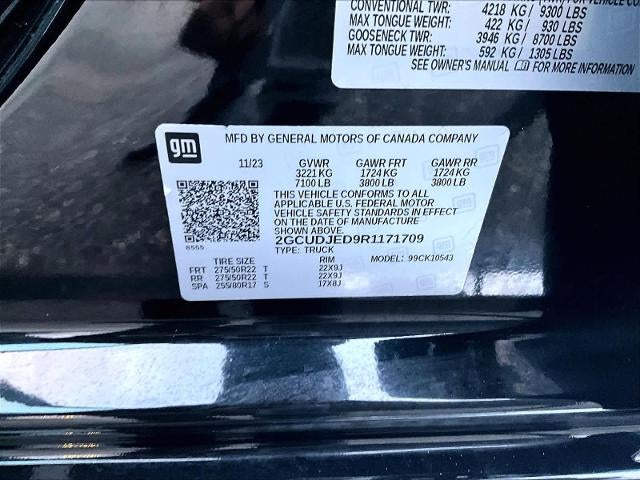 CONVENTIONAL TWR: 4218 KG / 9300 LBS
MAX TONGUE WEIGHT: 422 KG / 930 LBS
GOOSENECK TWR: 3946 KG / 8700 LBS
MAX TONGUE WEIGHT: 592 KG / 1305 LBS
SEE OWNER'S MANUAL FOR MORE INFORMATION
gm
MFD BY GENERAL MOTORS OF CANADA COMPANY
11/23 GVWR GAWR FRT GAWR RR
3221 KG 1724 KG 1724 KG
7100 LB 3800 LB 3800 LB
THIS VEHICLE CONFORMS TO ALL
APPLICABLE U.S. FEDERAL MOTOR
VEHICLE SAFETY STANDARDS IN EFFECT
ON THE DATE OF MANUFACTURE
SHOWN ABOVE.
8555 2GCUDJED9R1171709
TYPE: TRUCK
MODEL: 99CK10543
TIRE SIZE RIM
FRT 275/50R22 T 22X9J
RR 275/50R22 T 22X9J
SPA 255/80R17 S 17X8J